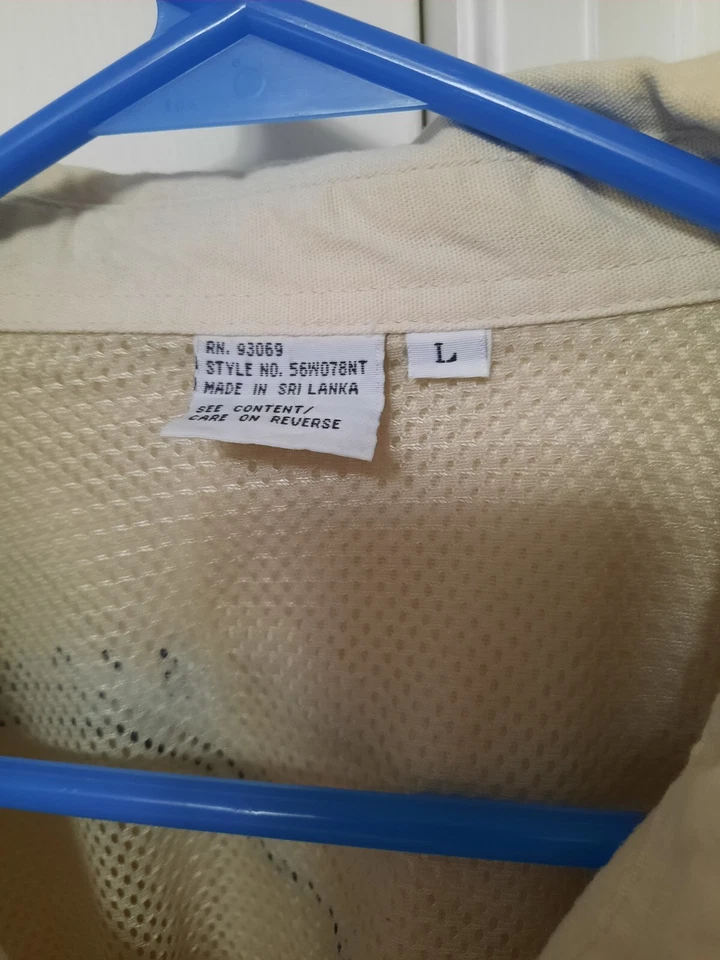 RN. 93069
STYLE NO. 56W078NT
MADE IN SRI LANKA
SEE CONTENT/
CARE ON REVERSE
L